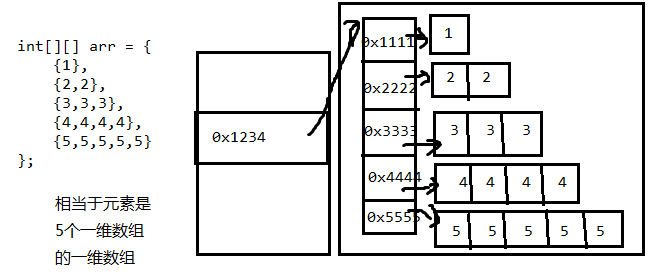 int[][] arr = {
{1},
{2,2},
{3,3,3},
{4,4,4,4},
{5,5,5,5,5}
};
相当于元素是
5个一维数组
的一维数组
0x1234
0x1111
1
0x2222
2 2
0x3333
3 3 3
0x4444
4 4 4 4
0x5555
5 5 5 5 5